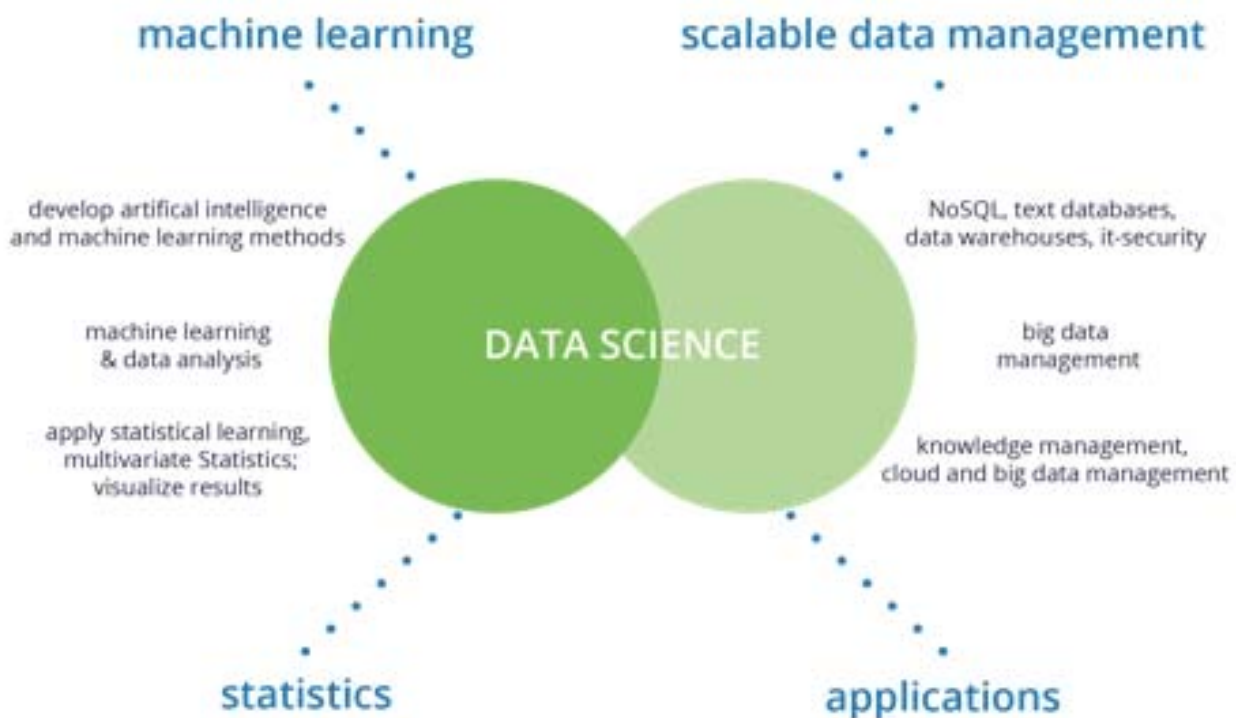 machine learning
scalable data management
develop artifical intelligence
and machine learning methods
NoSQL, text databases,
data warehouses, it-security
machine learning
& data analysis
DATA SCIENCE
big data
management
apply statistical learning,
multivariate Statistics;
visualize results
knowledge management,
cloud and big data management
statistics
applications